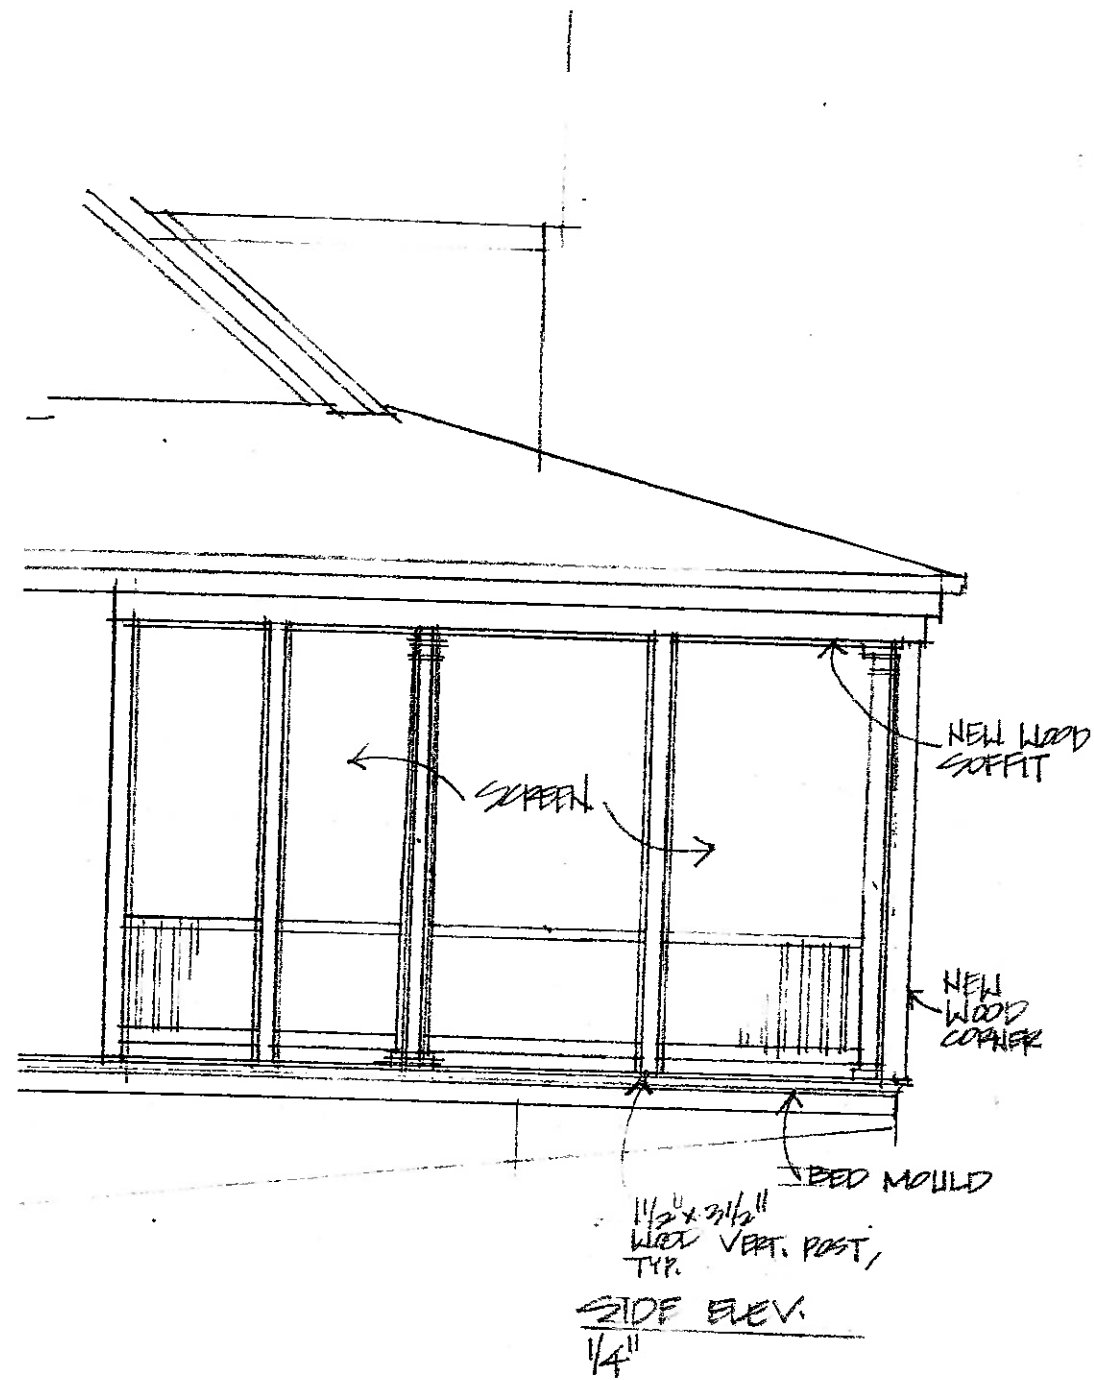 NEW WOOD
SOFFIT
SCREEN
NEW
WOOD
CORNER
BED MOULD
1 1/2" x 3 1/2"
WOOD VERT. POST,
TYP.
SIDE ELEV.
1/4"